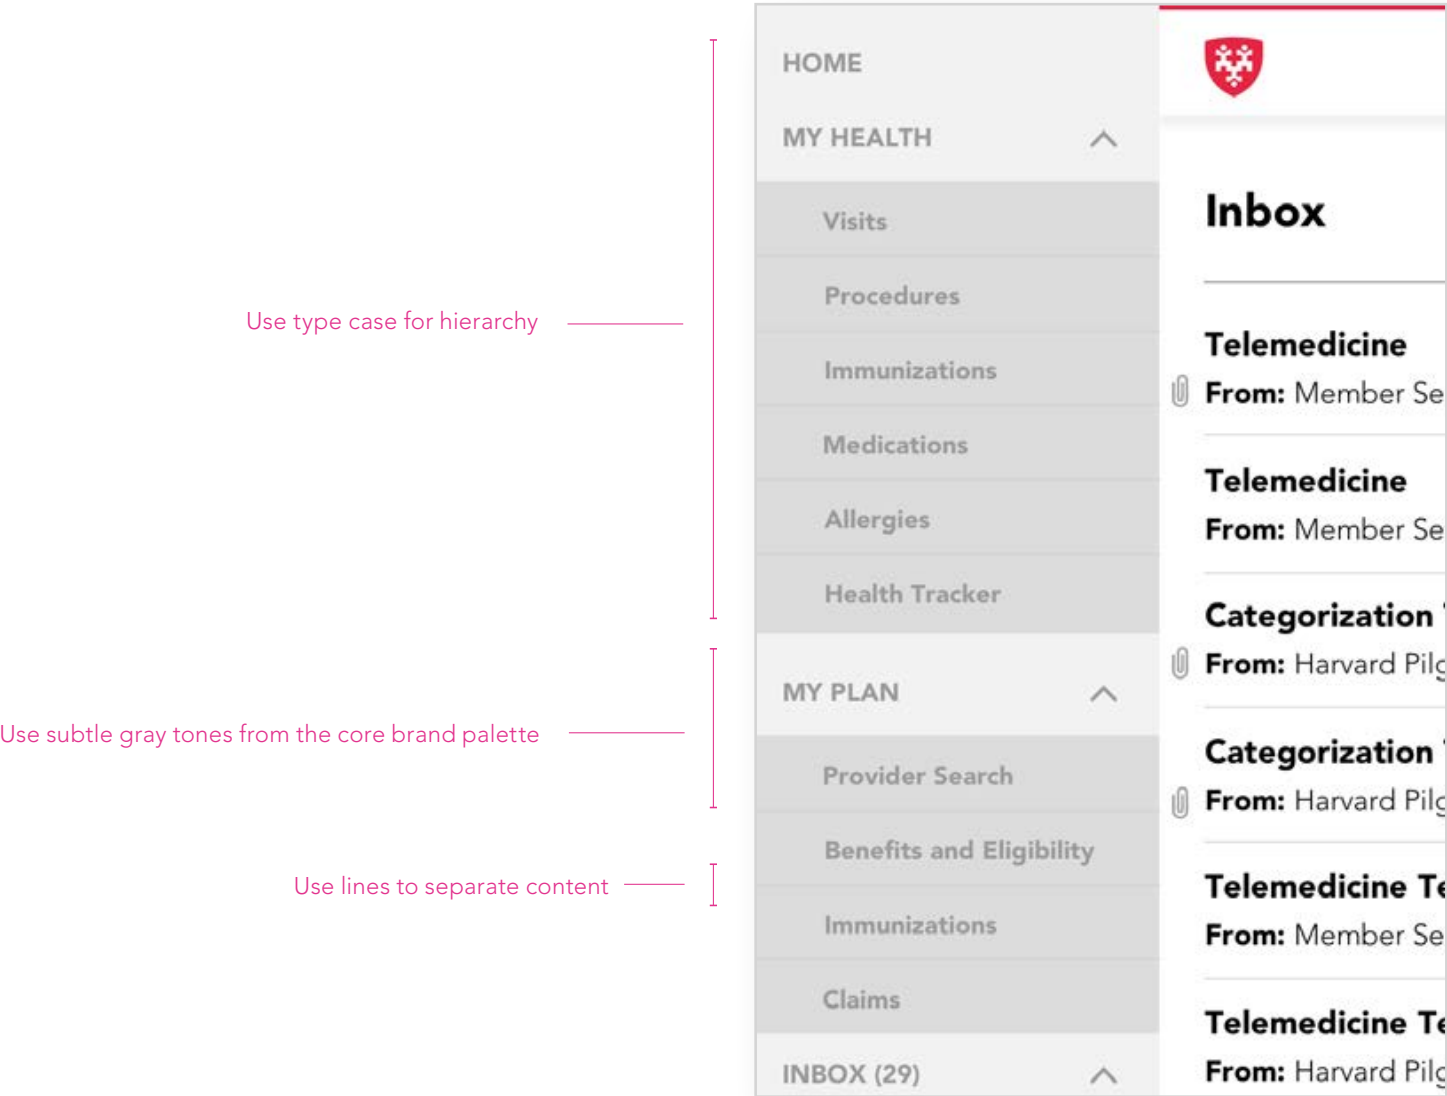 Use type case for hierarchy
Use subtle gray tones from the core brand palette
Use lines to separate content
HOME
MY HEALTH
Visits
Procedures
Immunizations
Medications
Allergies
Health Tracker
MY PLAN
Provider Search
Benefits and Eligibility
Immunizations
Claims
INBOX (29)
Inbox
Telemedicine
From: Member Se
Telemedicine
From: Member Se
Categorization
From: Harvard Pilg
Categorization
From: Harvard Pilg
Telemedicine Te
From: Member Se
Telemedicine Te
From: Harvard Pilg